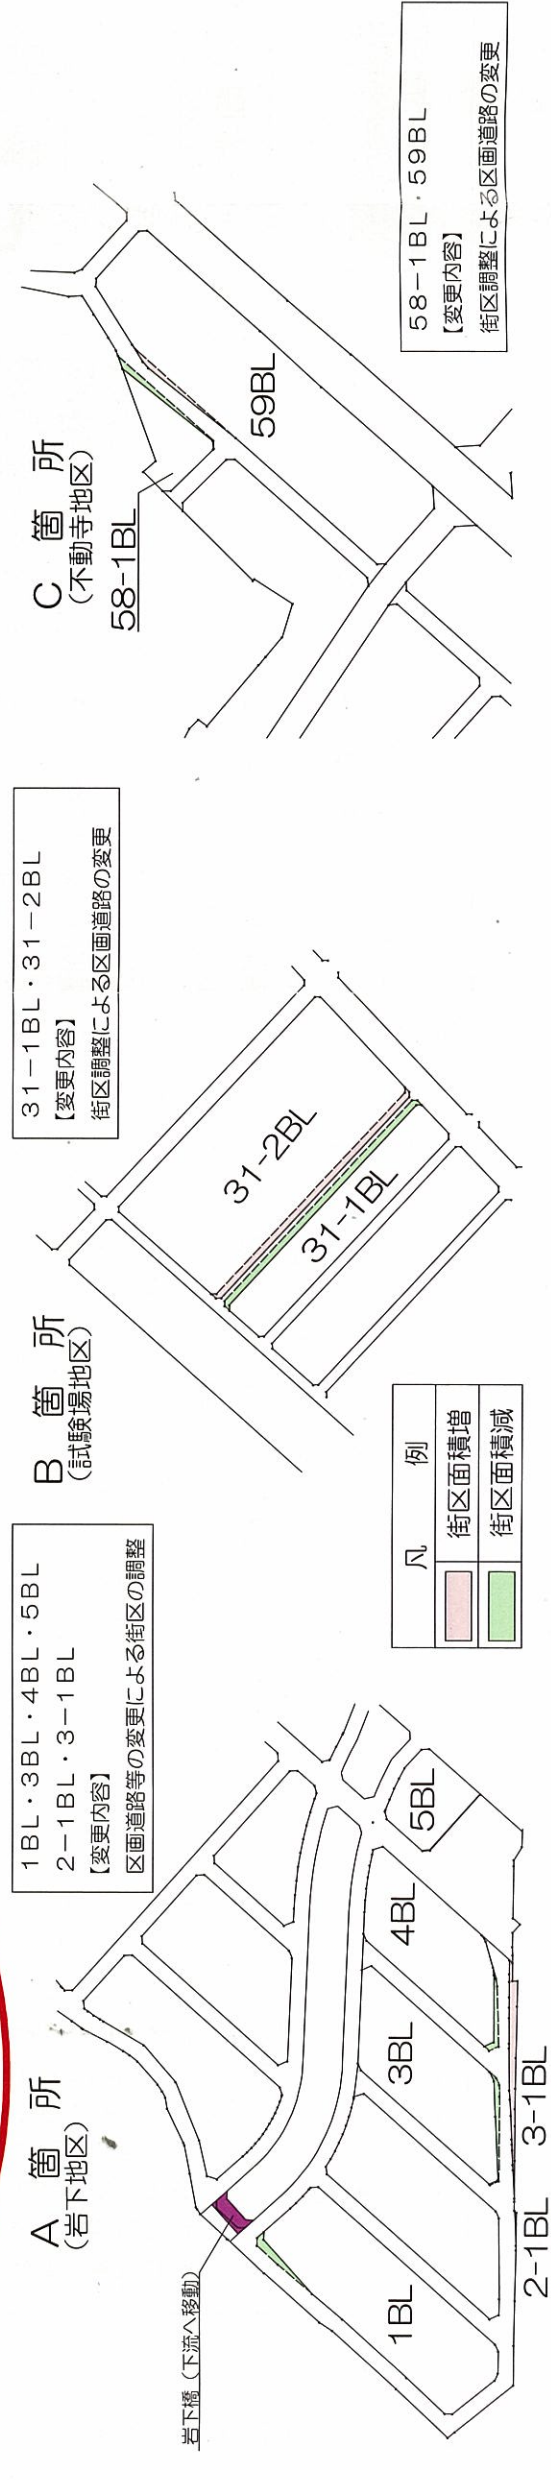 A 箇 所
(岩下地区)
1BL・3BL・4BL・5BL
2-1BL・3-1BL
【変更内容】
区画道路等の変更による街区の調整
岩下橋（下流へ移動）
1BL
3BL
4BL
5BL
2-1BL
3-1BL
凡 例
街区面積増
街区面積減
B 箇 所
(試験場地区)
31-1BL・31-2BL
【変更内容】
街区調整による区画道路の変更
31-2BL
31-1BL
C 箇 所
(不動寺地区)
58-1BL
59BL
58-1BL・59BL
【変更内容】
街区調整による区画道路の変更